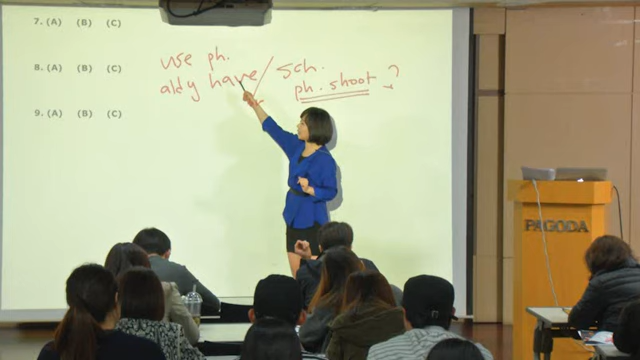 7. (A) (B) (C)
8. (A) (B) (C)
9. (A) (B) (C)
use ph.
aldy have / sch.
ph. shoot ?
PAGODA